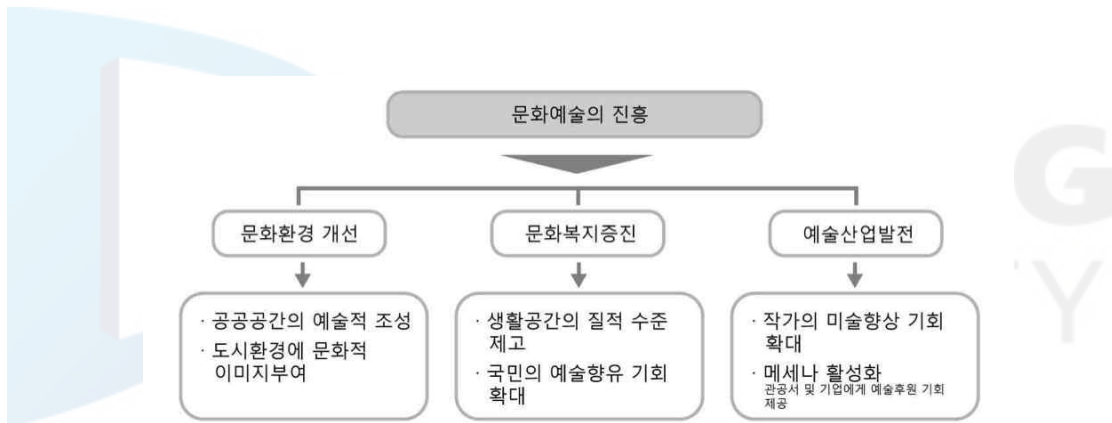 문화예술의 진흥
문화환경 개선
문화복지증진
예술산업발전
· 공공공간의 예술적 조성
· 도시환경에 문화적
이미지부여
· 생활공간의 질적 수준
제고
· 국민의 예술향유 기회
확대
· 작가의 미술향상 기회
확대
· 메세나 활성화
관공서 및 기업에게 예술후원 기회
제공
G
Y